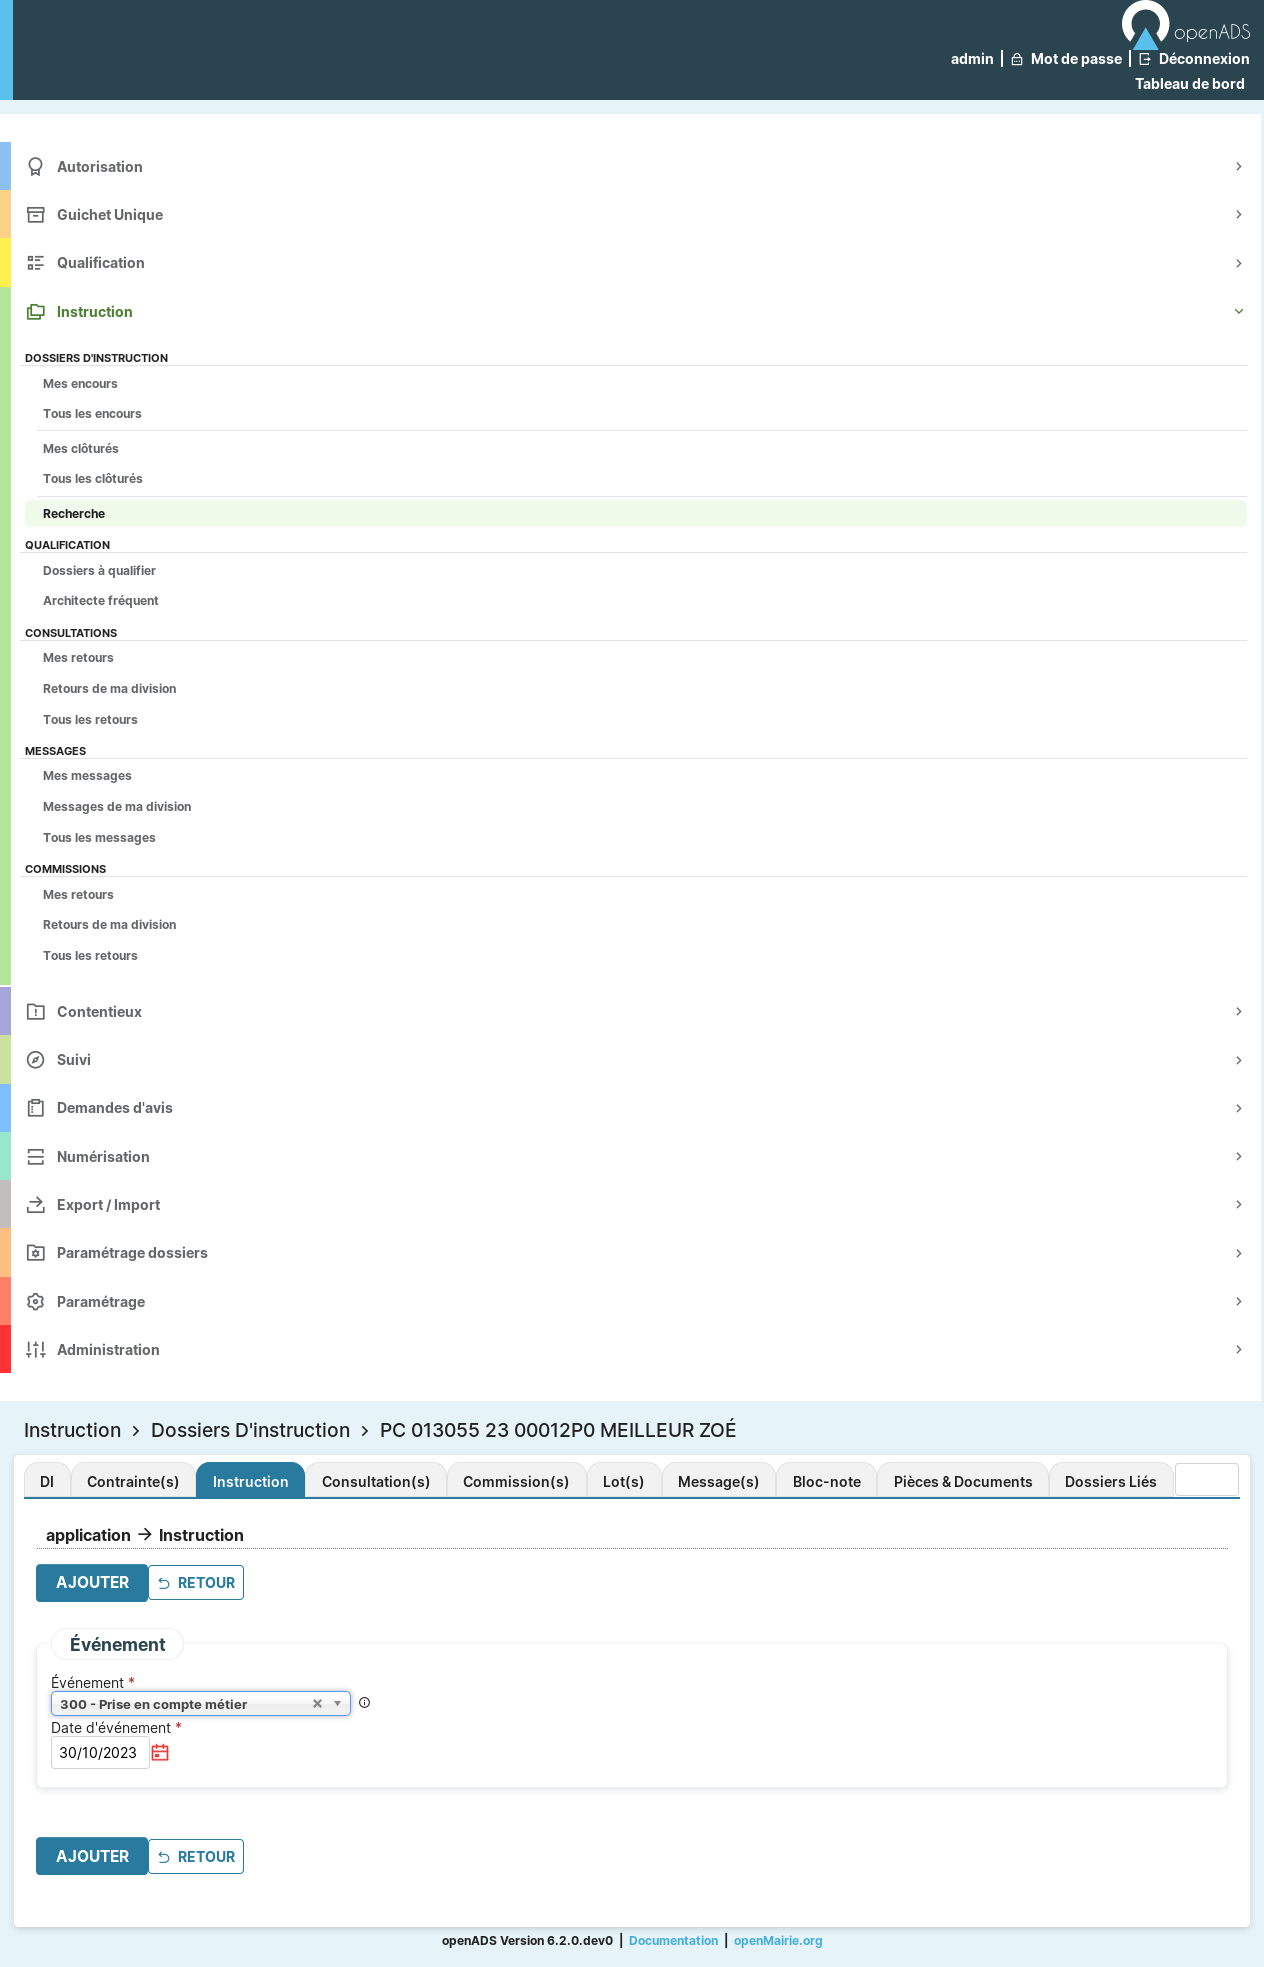 openADS
admin | Mot de passe | Déconnexion
Tableau de bord
Autorisation
Guichet Unique
Qualification
Instruction
DOSSIERS D'INSTRUCTION
Mes encours
Tous les encours
Mes clôturés
Tous les clôturés
Recherche
QUALIFICATION
Dossiers à qualifier
Architecte fréquent
CONSULTATIONS
Mes retours
Retours de ma division
Tous les retours
MESSAGES
Mes messages
Messages de ma division
Tous les messages
COMMISSIONS
Mes retours
Retours de ma division
Tous les retours
Contentieux
Suivi
Demandes d'avis
Numérisation
Export / Import
Paramétrage dossiers
Paramétrage
Administration
Instruction > Dossiers D'instruction > PC 013055 23 00012P0 MEILLEUR ZOÉ
DI Contrainte(s) Instruction Consultation(s) Commission(s) Lot(s) Message(s) Bloc-note Pièces & Documents Dossiers Liés
application → Instruction
AJOUTER RETOUR
Événement
Événement *
300 - Prise en compte métier
Date d'événement *
30/10/2023
AJOUTER RETOUR
openADS Version 6.2.0.dev0 | Documentation | openMairie.org